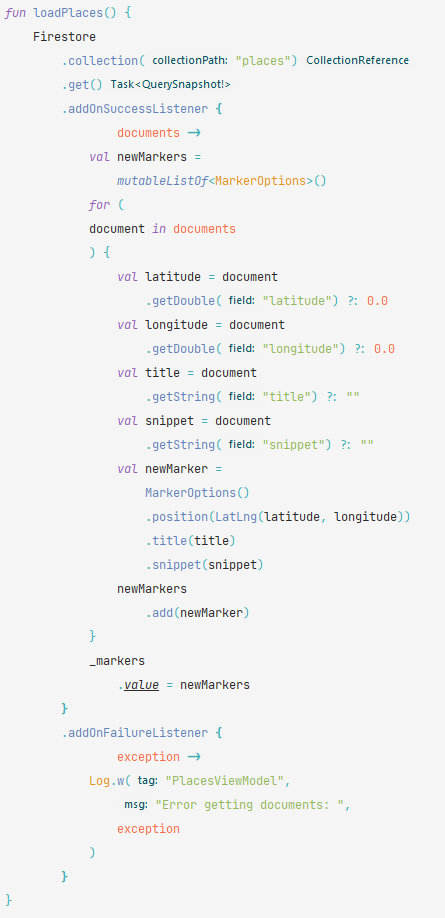 fun loadPlaces() {
Firestore
.collection( collectionPath: "places") CollectionReference
.get() Task<QuerySnapshot!>
.addOnSuccessListener {
documents →
val newMarkers =
mutableListOf<MarkerOptions>()
for (
document in documents
) {
val latitude = document
.getDouble( field: "latitude") ?: 0.0
val longitude = document
.getDouble( field: "longitude") ?: 0.0
val title = document
.getString( field: "title") ?: ""
val snippet = document
.getString( field: "snippet") ?: ""
val newMarker =
MarkerOptions()
.position(LatLng(latitude, longitude))
.title(title)
.snippet(snippet)
newMarkers
.add(newMarker)
}
_markers
.value = newMarkers
}
.addOnFailureListener {
exception →
Log.w( tag: "PlacesViewModel",
msg: "Error getting documents: ",
exception
)
}
}